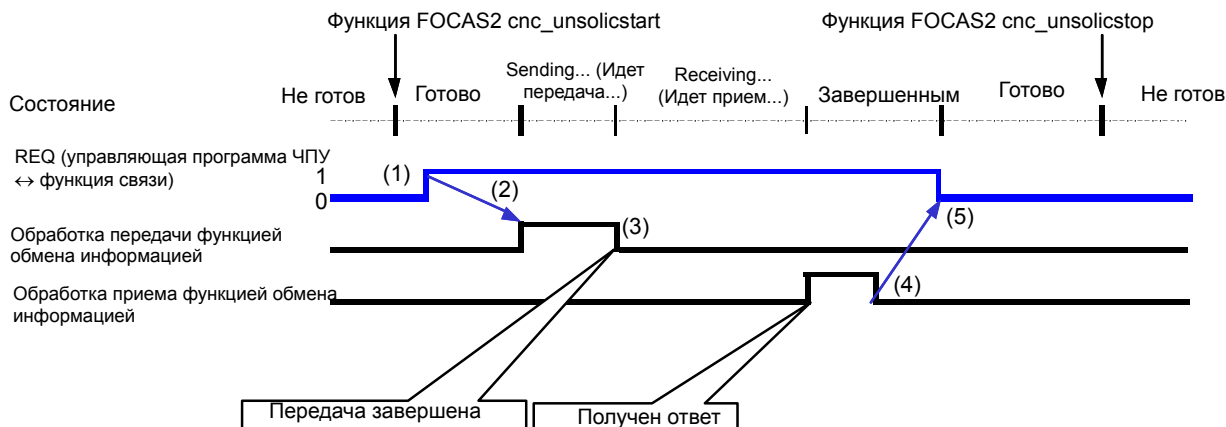 Функция FOCAS2 cnc_unsolicstart
Функция FOCAS2 cnc_unsolicstop
Состояние
Не готов
Готово
Sending... (Идет
передача...)
Receiving...
(Идет прием...)
Завершенным
Готово
Не готов
REQ (управляющая программа ЧПУ
↔ функция связи)
1
0
(1)
(2)
(3)
(4)
(5)
Обработка передачи функцией
обмена информацией
Обработка приема функцией обмена
информацией
Передача завершена
Получен ответ